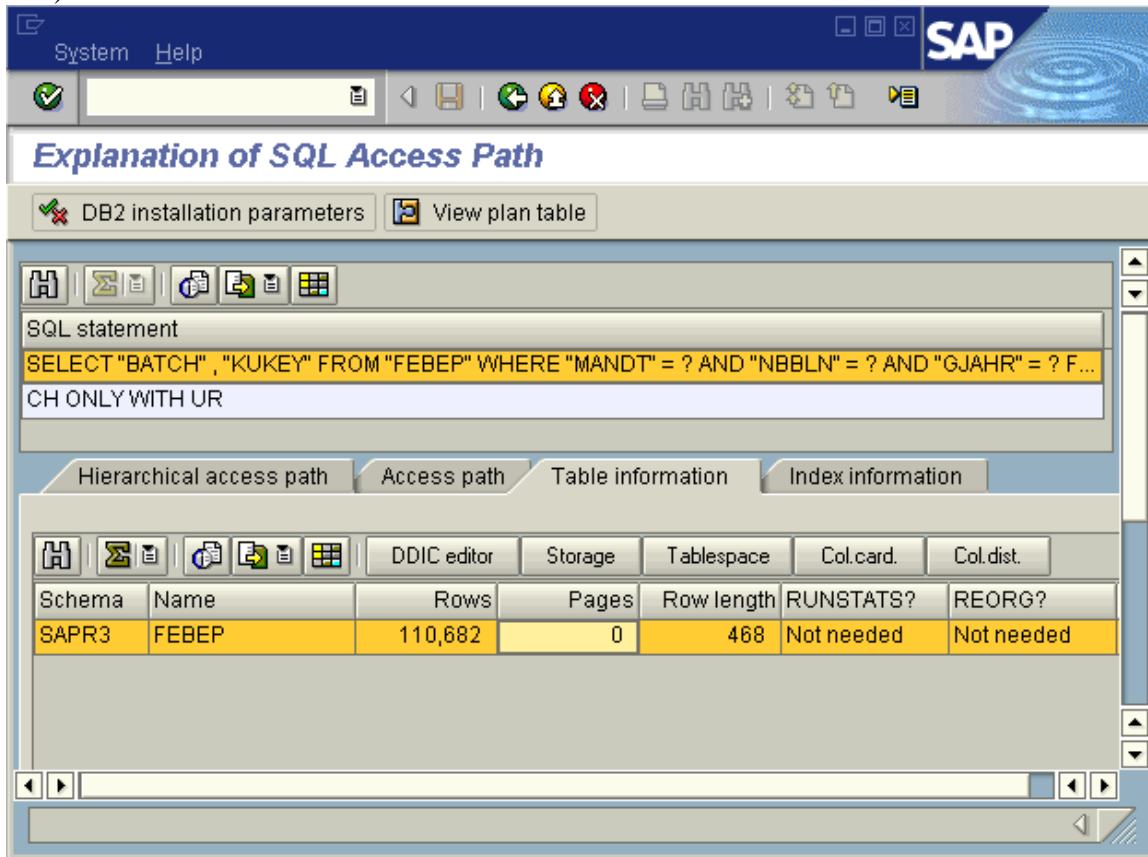 System Help
SAP
Explanation of SQL Access Path
DB2 installation parameters View plan table
SQL statement
SELECT "BATCH" , "KUKEY" FROM "FEBEP" WHERE "MANDT" = ? AND "NBBLN" = ? AND "GJAHR" = ? F...
CH ONLY WITH UR
Hierarchical access path Access path Table information Index information
DDIC editor Storage Tablespace Col.card. Col.dist.
Schema Name Rows Pages Row length RUNSTATS? REORG?
SAPR3 FEBEP 110,682 0 468 Not needed Not needed